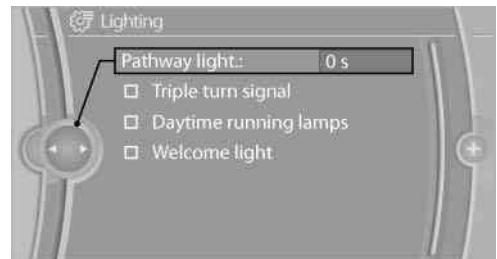 Lighting
Pathway light.: 0 s
Triple turn signal
Daytime running lamps
Welcome light